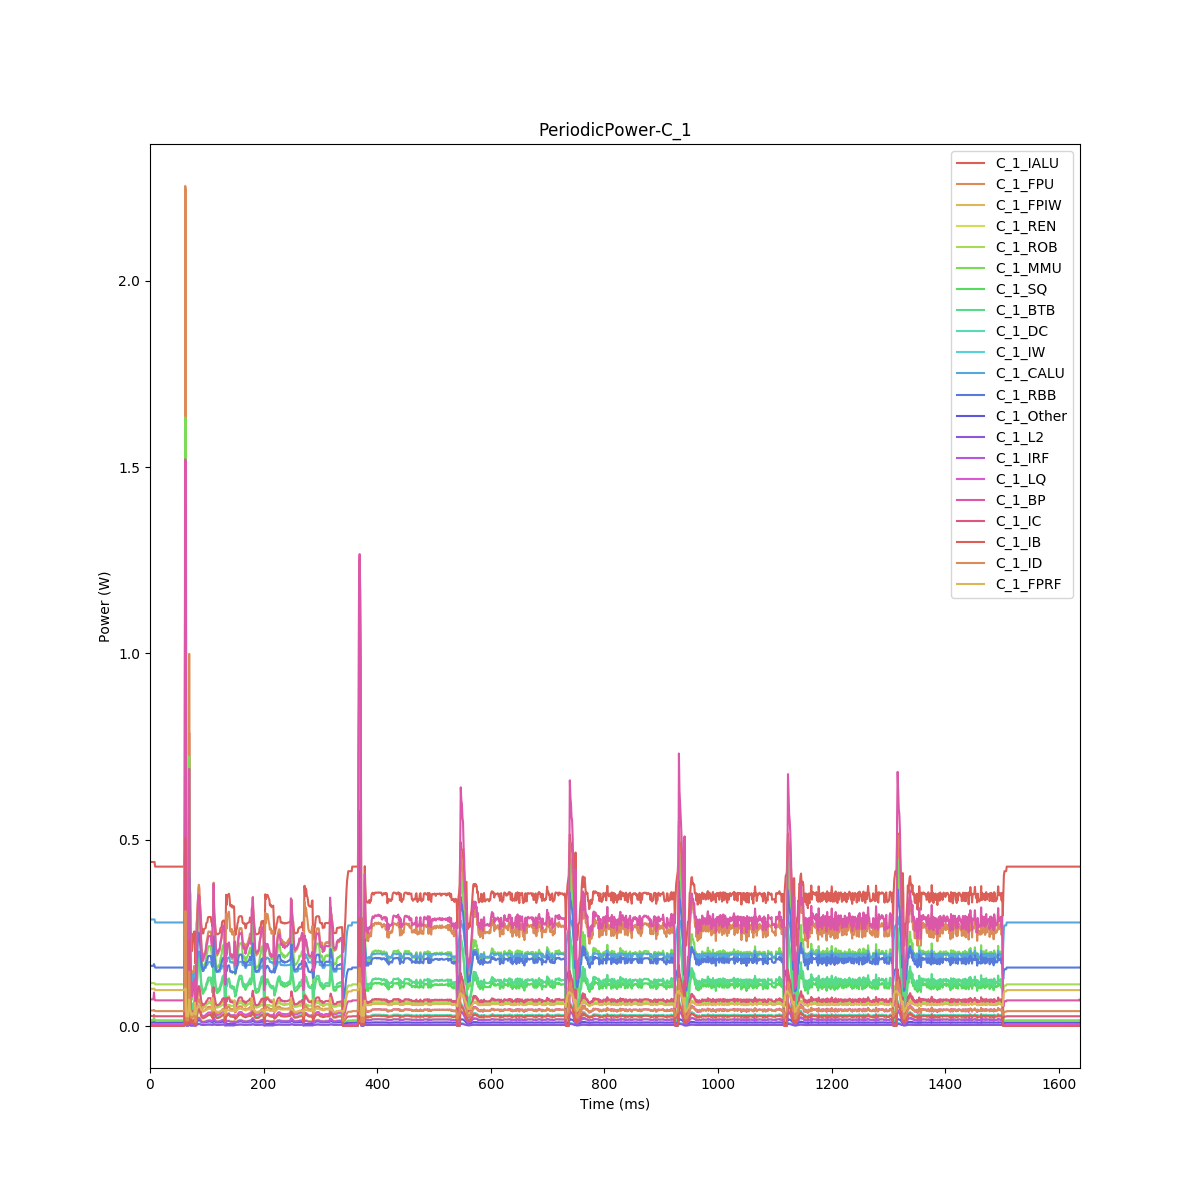 PeriodicPower-C_1
C_1_IALU
C_1_FPU
C_1_FPIW
C_1_REN
C_1_ROB
C_1_MMU
C_1_SQ
C_1_BTB
C_1_DC
C_1_IW
C_1_CALU
C_1_RBB
C_1_Other
C_1_L2
C_1_IRF
C_1_LQ
C_1_BP
C_1_IC
C_1_IB
C_1_ID
C_1_FPRF
2.0
1.5
1.0
0.5
0.0
Power (W)
0 200 400 600 800 1000 1200 1400 1600
Time (ms)